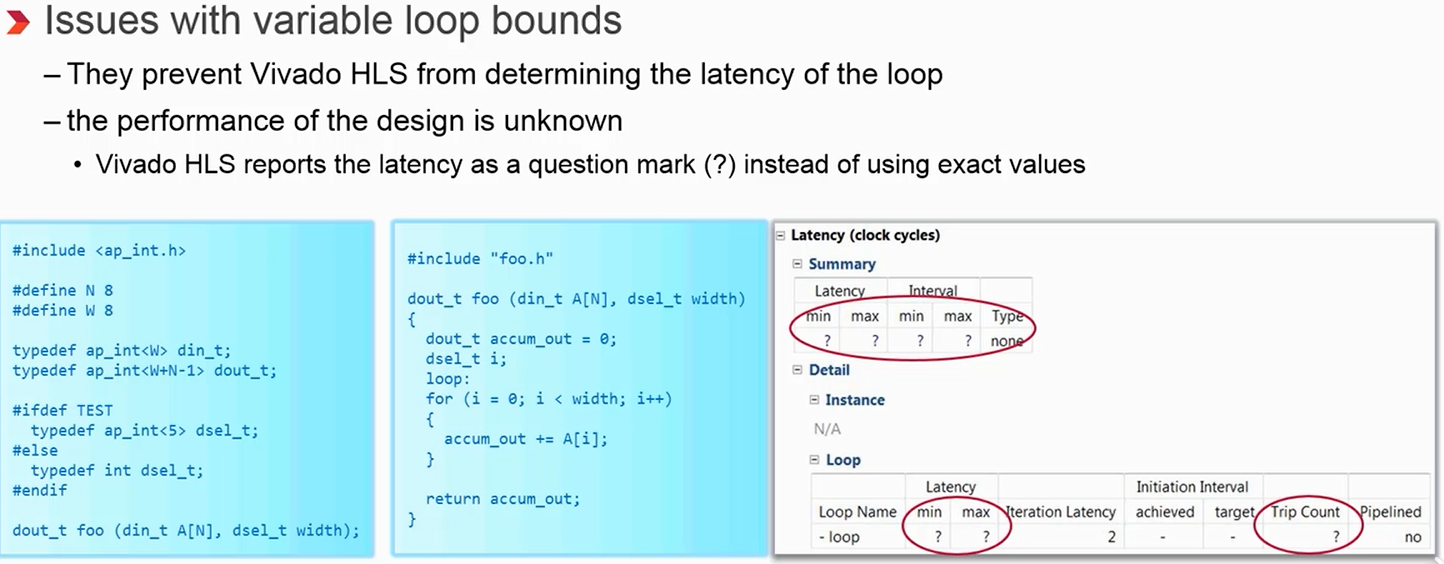 Issues with variable loop bounds
– They prevent Vivado HLS from determining the latency of the loop
– the performance of the design is unknown
• Vivado HLS reports the latency as a question mark (?) instead of using exact values
#include <ap_int.h>
#define N 8
#define W 8
typedef ap_int<W> din_t;
typedef ap_int<W+N-1> dout_t;
#ifdef TEST
typedef ap_int<5> dsel_t;
#else
typedef int dsel_t;
#endif
dout_t foo (din_t A[N], dsel_t width);
#include "foo.h"
dout_t foo (din_t A[N], dsel_t width)
{
dout_t accum_out = 0;
dsel_t i;
loop:
for (i = 0; i < width; i++)
{
accum_out += A[i];
}
return accum_out;
}
Latency (clock cycles)
Summary
Latency Interval
min max min max Type
? ? ? ? none
Detail
Instance
N/A
Loop
Latency Initiation Interval
Loop Name min max Iteration Latency achieved target Trip Count Pipelined
- loop ? ? 2 - - ? no